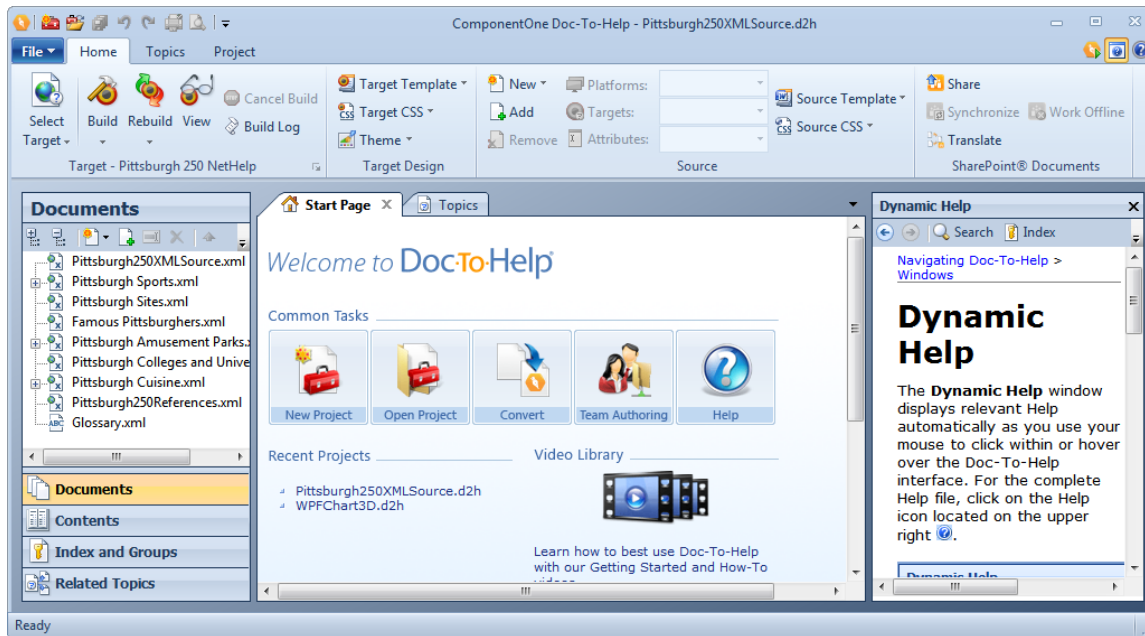 ComponentOne Doc-To-Help - Pittsburgh250XMLSource.d2h
File Home Topics Project
Select Target
Build
Rebuild
View
Cancel Build
Build Log
Target - Pittsburgh 250 NetHelp
Target Template
Target CSS
Theme
Target Design
New
Add
Remove
Platforms:
Targets:
Attributes:
Source Template
Source CSS
Source
Share
Synchronize
Work Offline
Translate
SharePoint® Documents
Documents
Pittsburgh250XMLSource.xml
Pittsburgh Sports.xml
Pittsburgh Sites.xml
Famous Pittsburghers.xml
Pittsburgh Amusement Parks.
Pittsburgh Colleges and Unive
Pittsburgh Cuisine.xml
Pittsburgh250References.xml
ABC Glossary.xml
Documents
Contents
Index and Groups
Related Topics
Start Page X Topics
Welcome to Doc-To-Help®
Common Tasks
New Project
Open Project
Convert
Team Authoring
Help
Recent Projects
Pittsburgh250XMLSource.d2h
WPFChart3D.d2h
Video Library
Learn how to best use Doc-To-Help
with our Getting Started and How-To
videos
Dynamic Help X
Search Index
Navigating Doc-To-Help >
Windows
Dynamic
Help
The Dynamic Help window
displays relevant Help
automatically as you use your
mouse to click within or hover
over the Doc-To-Help
interface. For the complete
Help file, click on the Help
icon located on the upper
right .
Dynamic Help
Ready